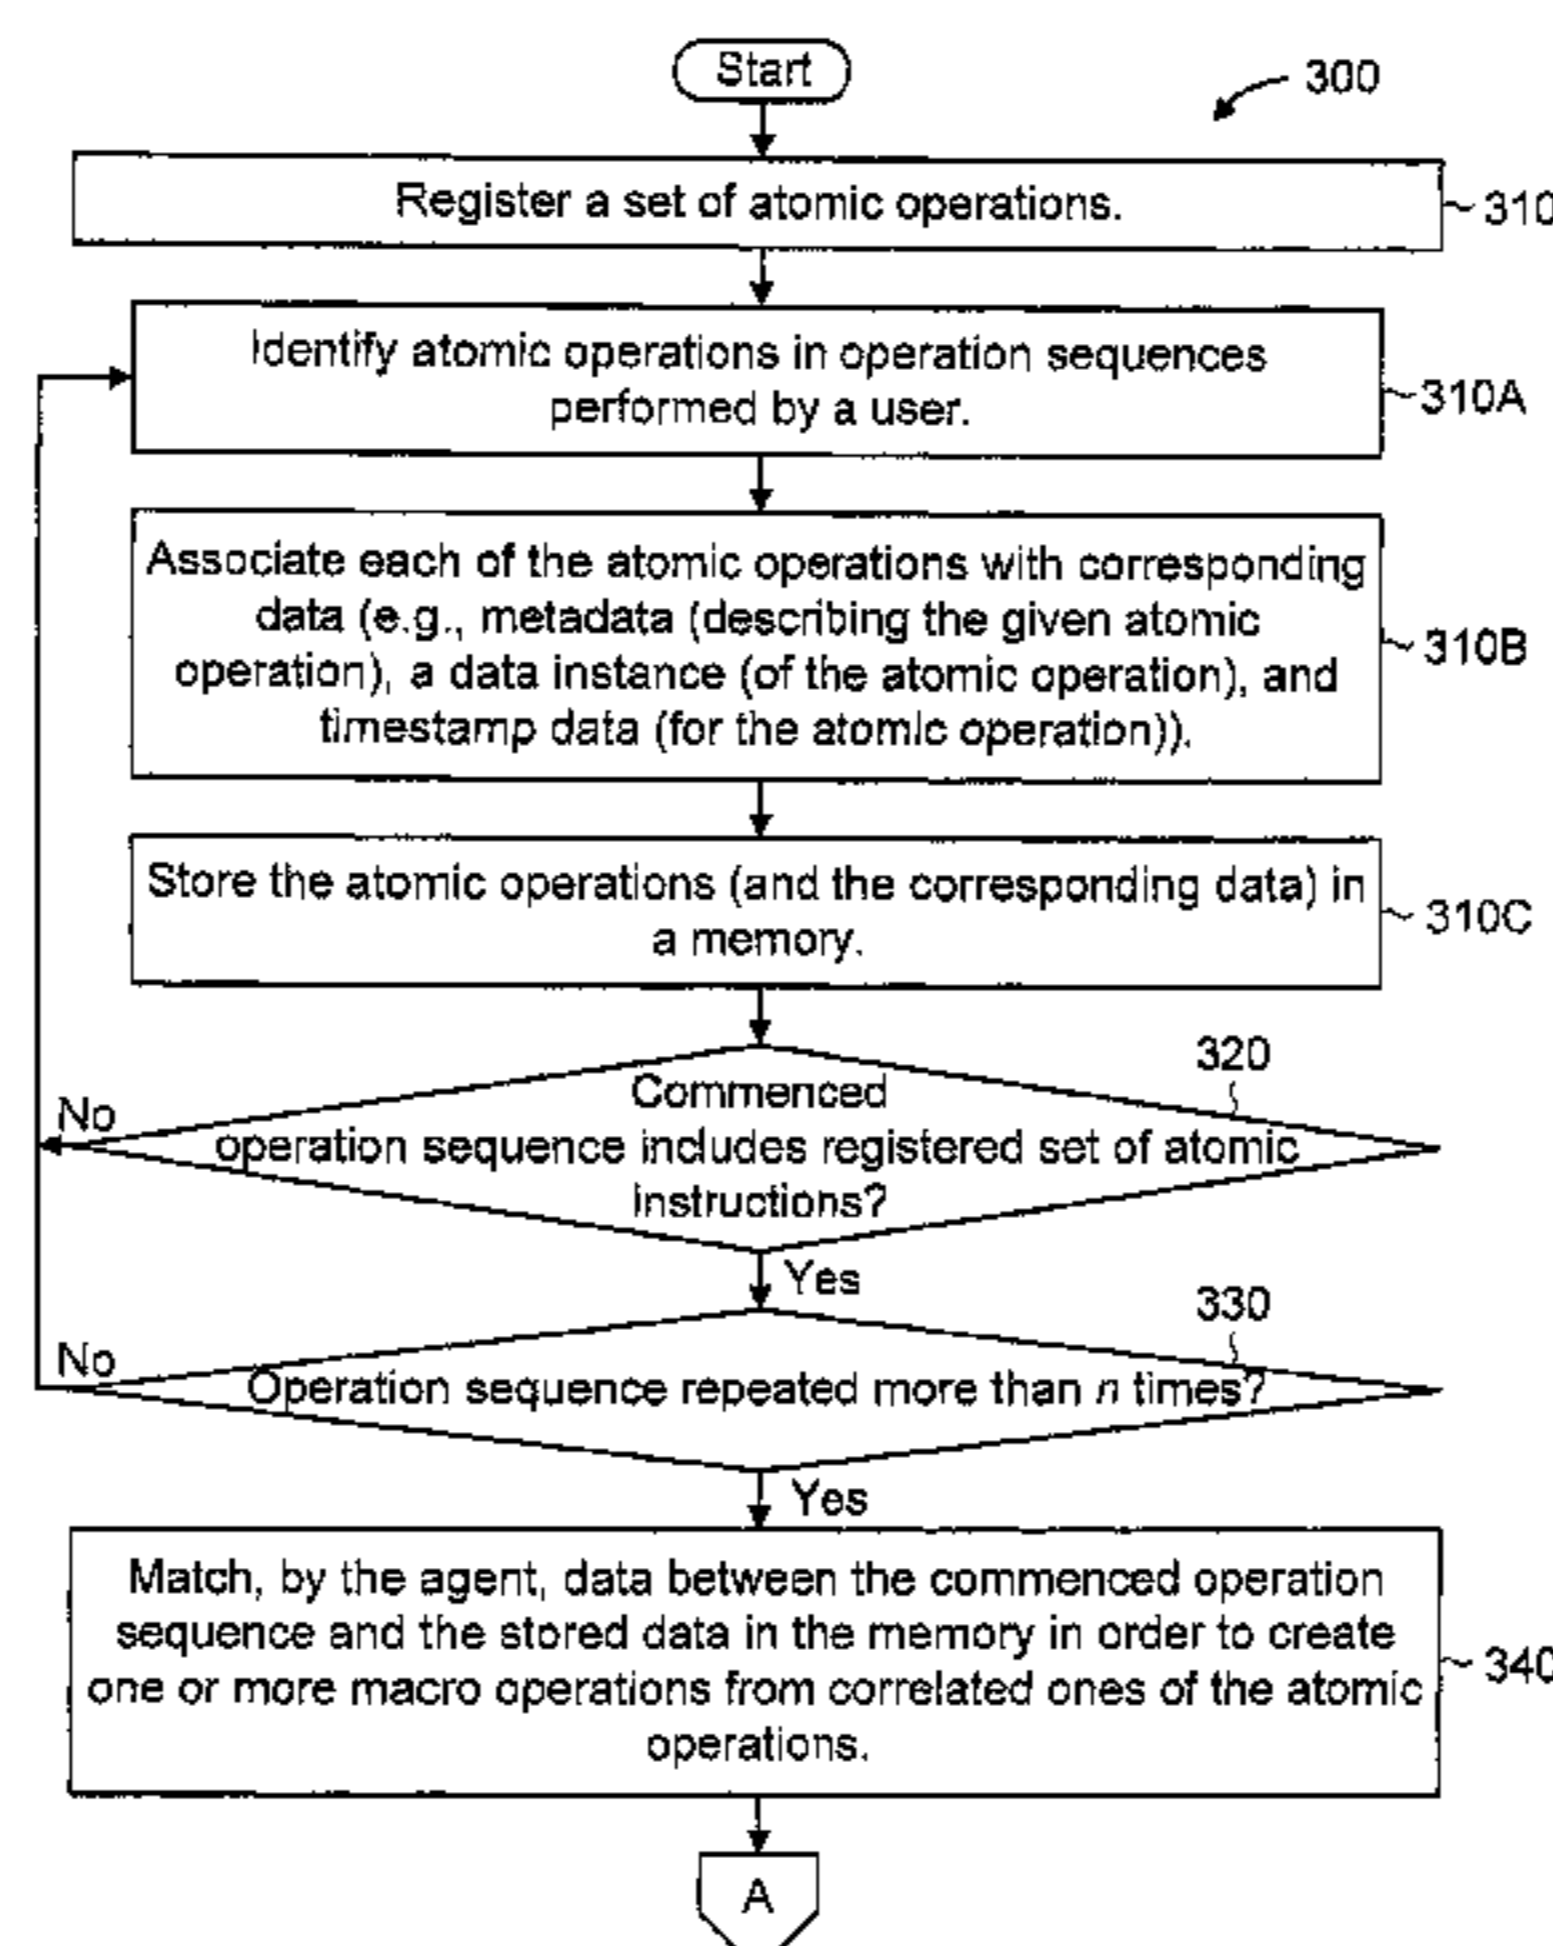 Start
300
Register a set of atomic operations.
310
Identify atomic operations in operation sequences
performed by a user.
310A
Associate each of the atomic operations with corresponding
data (e.g., metadata (describing the given atomic
operation), a data instance (of the atomic operation), and
timestamp data (for the atomic operation)).
310B
Store the atomic operations (and the corresponding data) in
a memory.
310C
320
Commenced
No
operation sequence includes registered set of atomic
instructions?
Yes
330
No
Operation sequence repeated more than n times?
Yes
Match, by the agent, data between the commenced operation
sequence and the stored data in the memory in order to create
one or more macro operations from correlated ones of the atomic
operations.
340
A